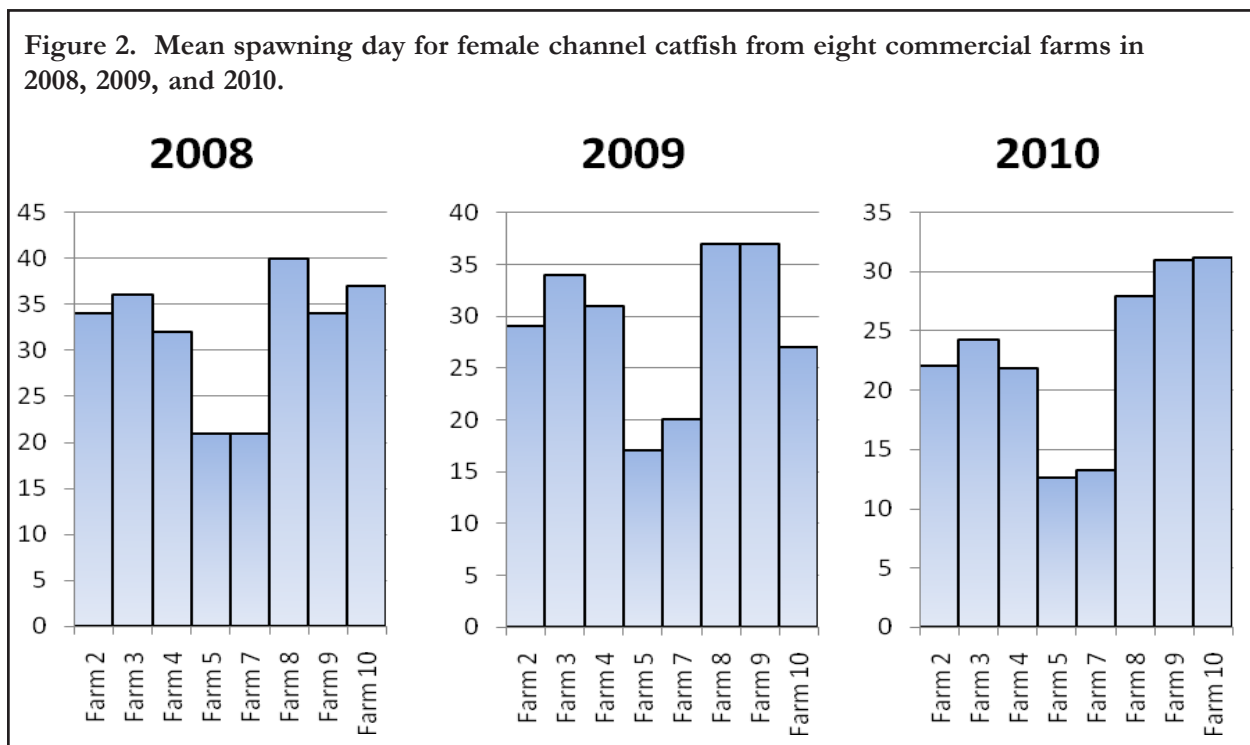 Figure 2. Mean spawning day for female channel catfish from eight commercial farms in
2008, 2009, and 2010.
2008
45
40
35
30
25
20
15
10
5
0
Farm 2
Farm 3
Farm 4
Farm 5
Farm 7
Farm 8
Farm 9
Farm 10
2009
40
35
30
25
20
15
10
5
0
Farm 2
Farm 3
Farm 4
Farm 5
Farm 7
Farm 8
Farm 9
Farm 10
2010
35
30
25
20
15
10
5
0
Farm 2
Farm 3
Farm 4
Farm 5
Farm 7
Farm 8
Farm 9
Farm 10